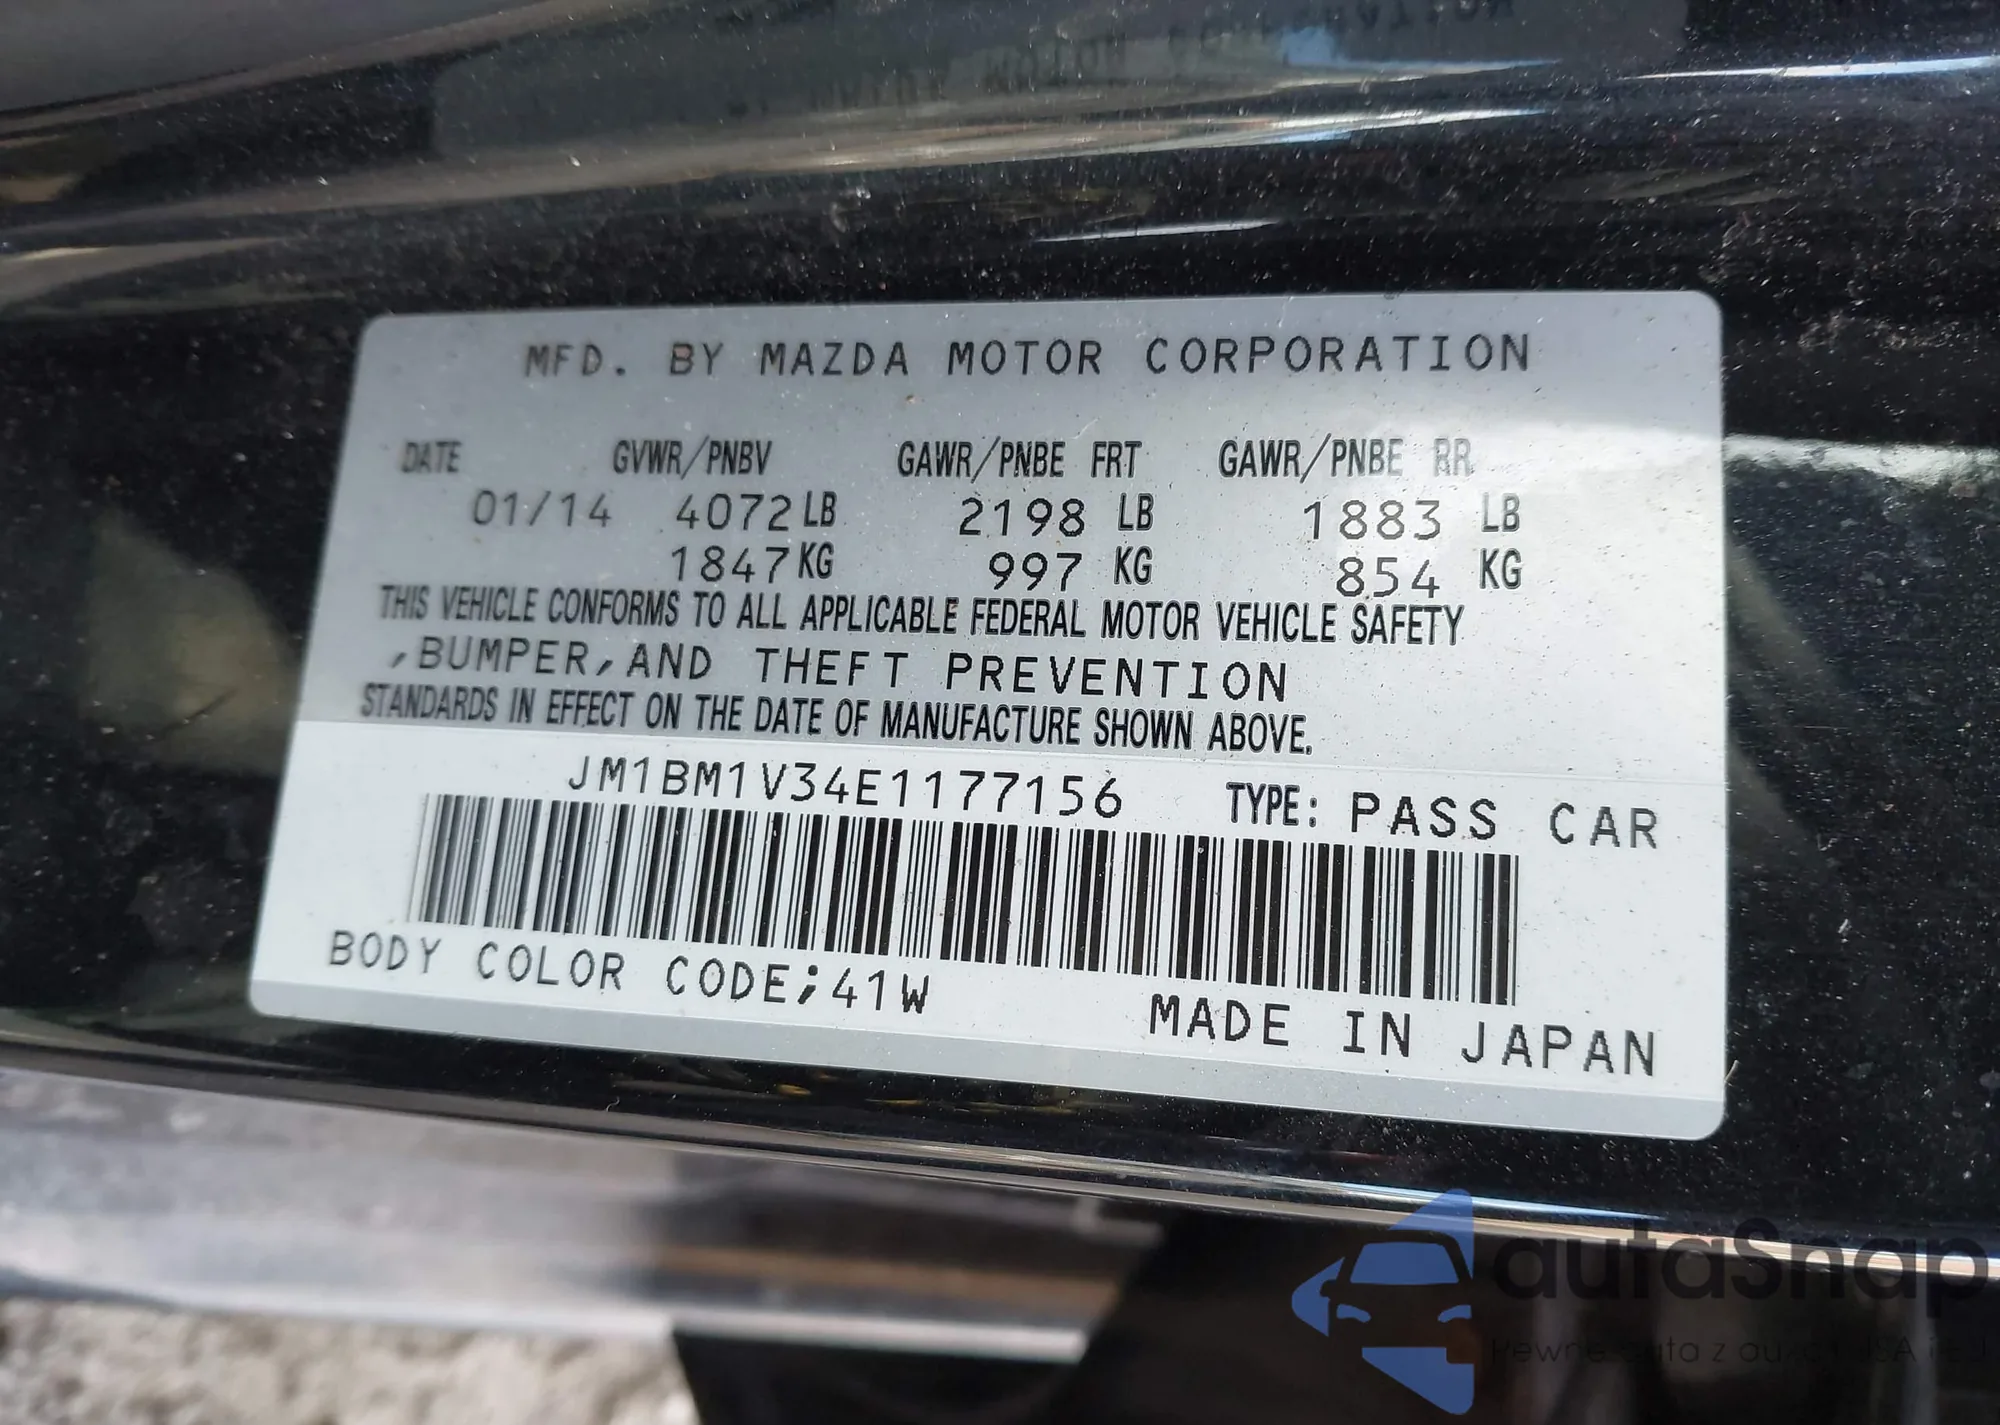 MFD. BY MAZDA MOTOR CORPORATION
DATE GVWR/PNBV GAWR/PNBE FRT GAWR/PNBE RR
01/14 4072 LB 2198 LB 1883 LB
1847 KG 997 KG 854 KG
THIS VEHICLE CONFORMS TO ALL APPLICABLE FEDERAL MOTOR VEHICLE SAFETY
,BUMPER,AND THEFT PREVENTION
STANDARDS IN EFFECT ON THE DATE OF MANUFACTURE SHOWN ABOVE.
JM1BM1V34E1177156 TYPE: PASS CAR
BODY COLOR CODE;41W
MADE IN JAPAN
autaSnap
auta z